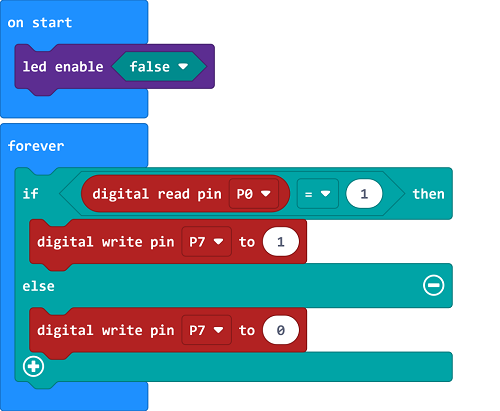 on start
led enable false
forever
if digital read pin P0 = 1 then
digital write pin P7 to 1
else
digital write pin P7 to 0